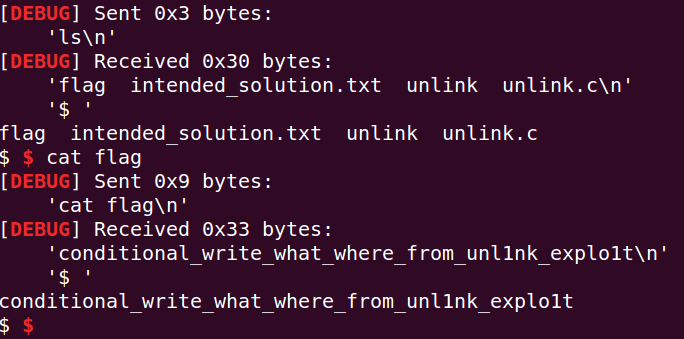 [DEBUG] Sent 0x3 bytes:
    'ls\n'
[DEBUG] Received 0x30 bytes:
    'flag  intended_solution.txt  unlink  unlink.c\n'
    '$ '
flag  intended_solution.txt  unlink  unlink.c
$ $ cat flag
[DEBUG] Sent 0x9 bytes:
    'cat flag\n'
[DEBUG] Received 0x33 bytes:
    'conditional_write_what_where_from_unl1nk_explo1t\n'
    '$ '
conditional_write_what_where_from_unl1nk_explo1t
$ $